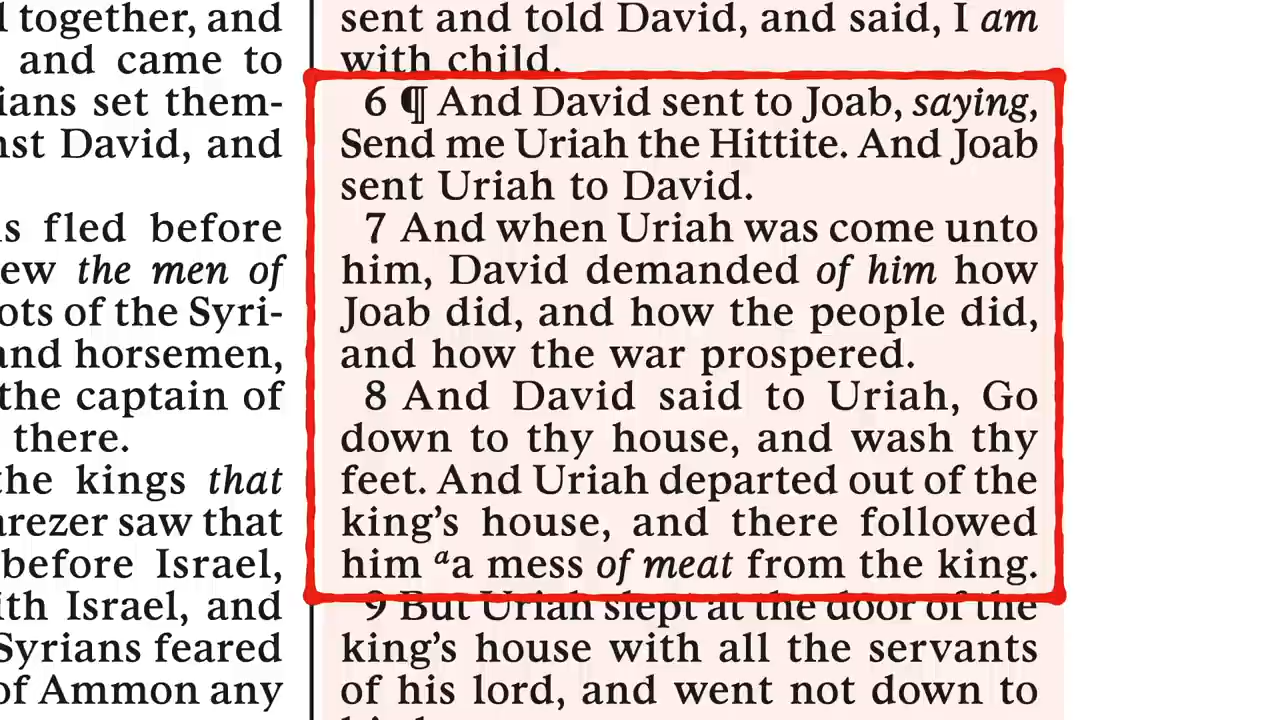 together, and
and came to
ians set them-
nst David, and
s fled before
ew the men of
ots of the Syri-
and horsemen,
the captain of
there.
the kings that
arezer saw that
before Israel,
ith Israel, and
Syrians feared
of Ammon any
sent and told David, and said, I am
with child.
6 ¶ And David sent to Joab, saying,
Send me Uriah the Hittite. And Joab
sent Uriah to David.
7 And when Uriah was come unto
him, David demanded of him how
Joab did, and how the people did,
and how the war prospered.
8 And David said to Uriah, Go
down to thy house, and wash thy
feet. And Uriah departed out of the
king's house, and there followed
him ᵃa mess of meat from the king.
9 But Uriah slept at the door of the
king's house with all the servants
of his lord, and went not down to